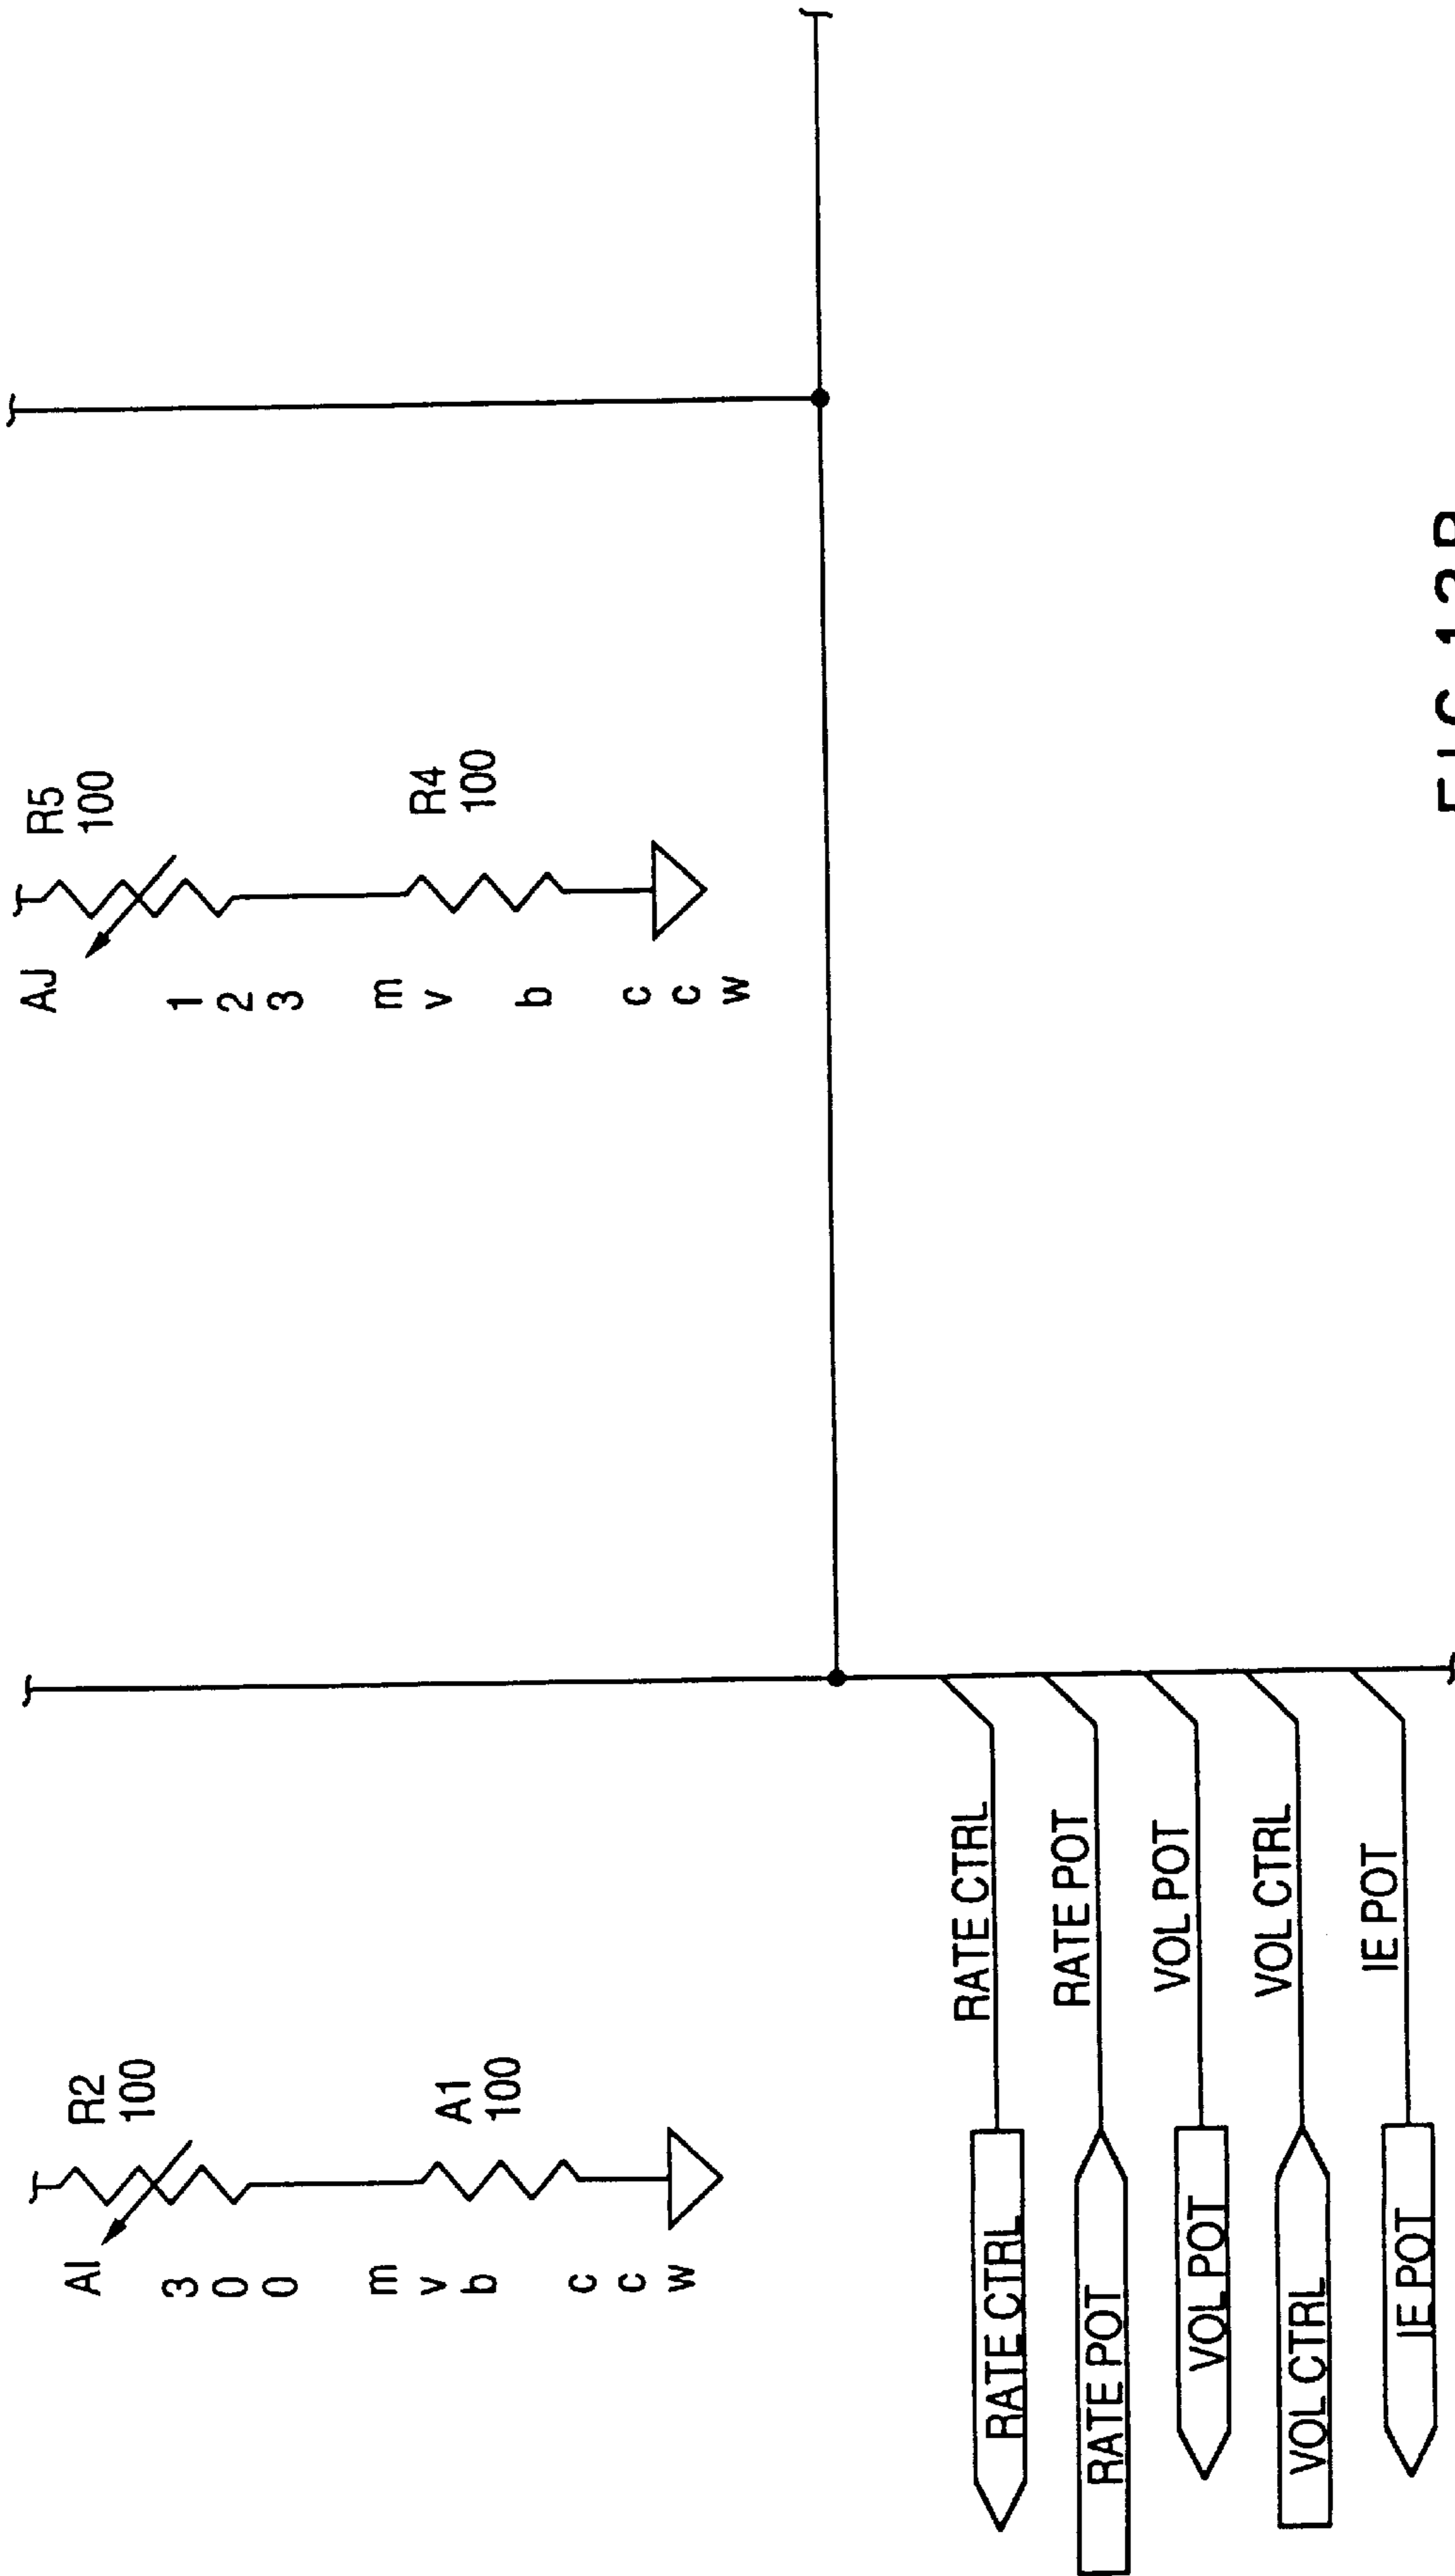 AI
R2
100
3
0
0
m
v
b
c
c
w
A1
100
AJ
R5
100
1
2
3
m
v
b
c
c
w
R4
100
RATE CTRL RATE CTRL
RATE POT RATE POT
VOL POT VOL POT
VOL CTRL VOL CTRL
IE POT IE POT